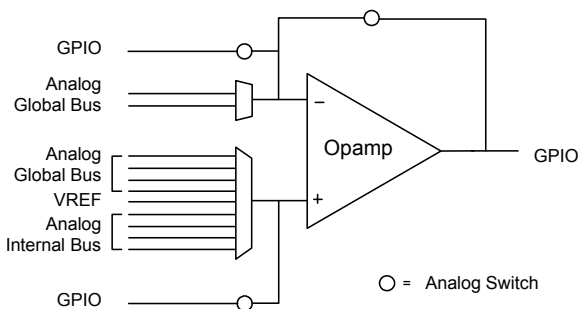 GPIO
Analog
Global Bus
−
Opamp
GPIO
Analog
Global Bus
VREF
+
Analog
Internal Bus
GPIO
= Analog Switch